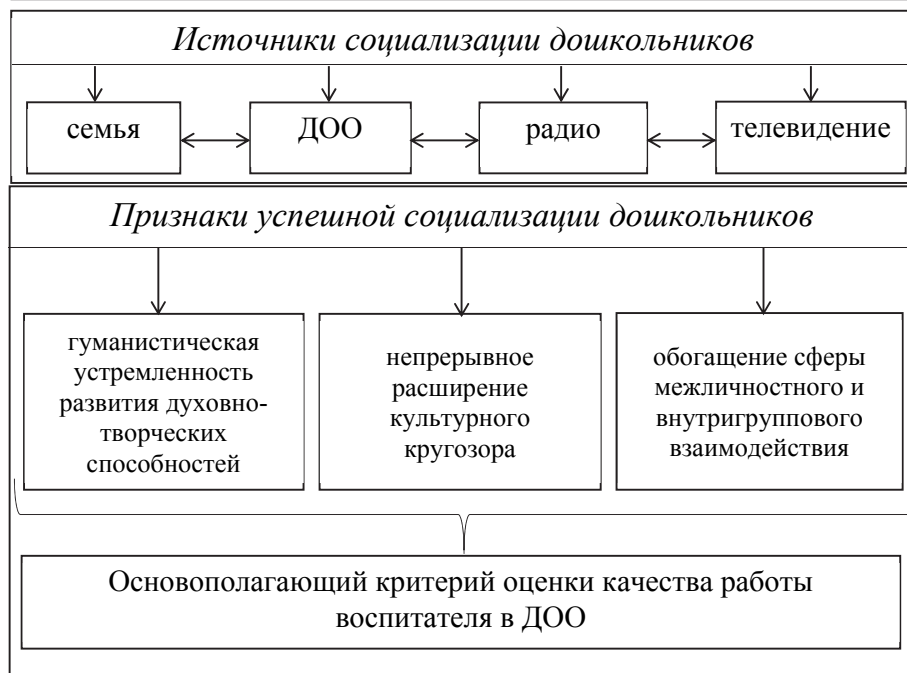 Источники социализации дошкольников
семья
ДОО
радио
телевидение
Признаки успешной социализации дошкольников
гуманистическая
устремленность
развития духовно-
творческих
способностей
непрерывное
расширение
культурного
кругозора
обогащение сферы
межличностного и
внутригруппового
взаимодействия
Основополагающий критерий оценки качества работы
воспитателя в ДОО